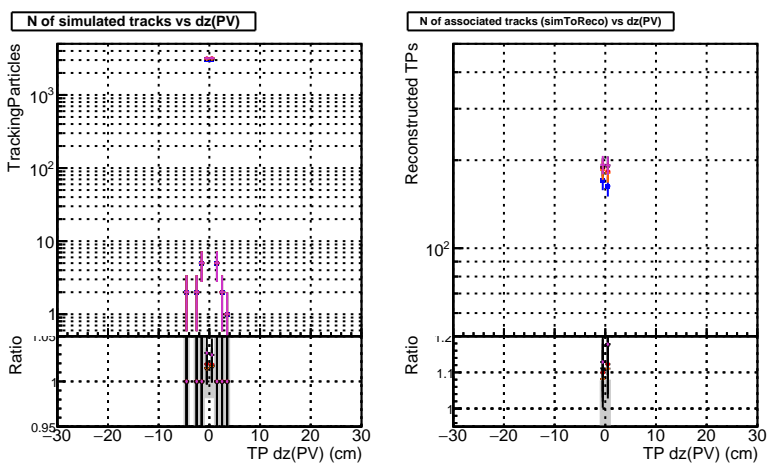 N of simulated tracks vs dz(PV)
TrackingParticles
10³
10²
10
1
1.05
Ratio
1
0.95
−30 −20 −10 0 10 20 30
TP dz(PV) (cm)
N of associated tracks (simToReco) vs dz(PV)
Reconstructed TPs
10²
1.2
Ratio
1.1
1
−30 −20 −10 0 10 20 30
TP dz(PV) (cm)